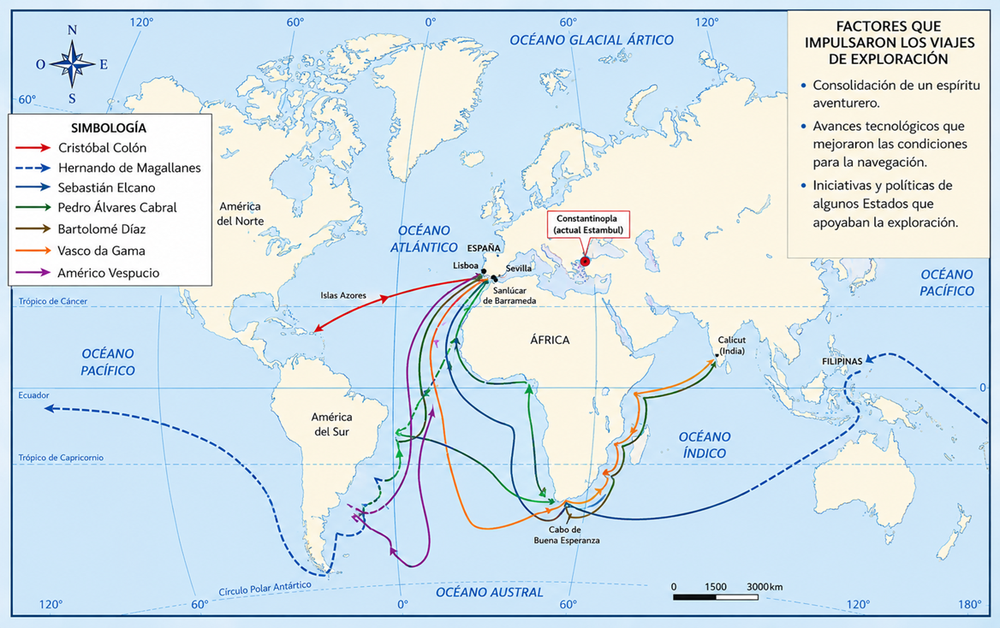 120°
60°
0°
60°
120°
OCÉANO GLACIAL ÁRTICO
N
O
E
S
60°
FACTORES QUE
IMPULSARON LOS VIAJES
DE EXPLORACIÓN
• Consolidación de un espíritu
aventurero.
• Avances tecnológicos que
mejoraron las condiciones
para la navegación.
• Iniciativas y políticas de
algunos Estados que
apoyaban la exploración.
SIMBOLOGÍA
Cristóbal Colón
Hernando de Magallanes
Sebastián Elcano
Pedro Álvares Cabral
Bartolomé Díaz
Vasco da Gama
Américo Vespucio
América
del Norte
OCÉANO
ATLÁNTICO
ESPAÑA
Lisboa
Sevilla
Sanlúcar
de Barrameda
Constantinopla
(actual Estambul)
Islas Azores
OCÉANO
PACÍFICO
Trópico de Cáncer
OCÉANO
PACÍFICO
ÁFRICA
Calicut
(India)
FILIPINAS
Ecuador
0
América
del Sur
OCÉANO
ÍNDICO
Trópico de Capricornio
Cabo de
Buena Esperanza
Círculo Polar Antártico
OCÉANO AUSTRAL
0
1500
3000 km
120°
60°
0°
60°
120°
180°